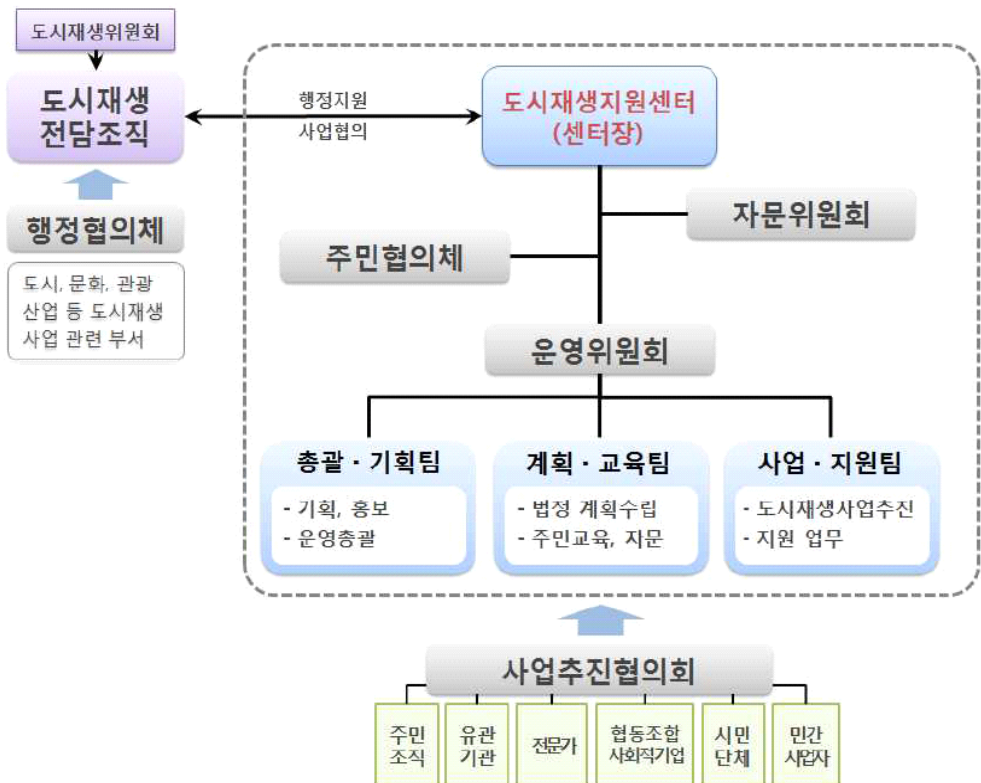 도시재생위원회
도시재생
전담조직
행정지원
사업협의
도시재생지원센터
(센터장)
행정협의체
도시, 문화, 관광
산업 등 도시재생
사업 관련 부서
자문위원회
주민협의체
운영위원회
총괄 · 기획팀
- 기획, 홍보
- 운영총괄
계획 · 교육팀
- 법정 계획수립
- 주민교육, 자문
사업 · 지원팀
- 도시재생사업추진
- 지원 업무
사업추진협의회
주민
조직
유관
기관
전문가
협동조합
사회적기업
시민
단체
민간
사업자